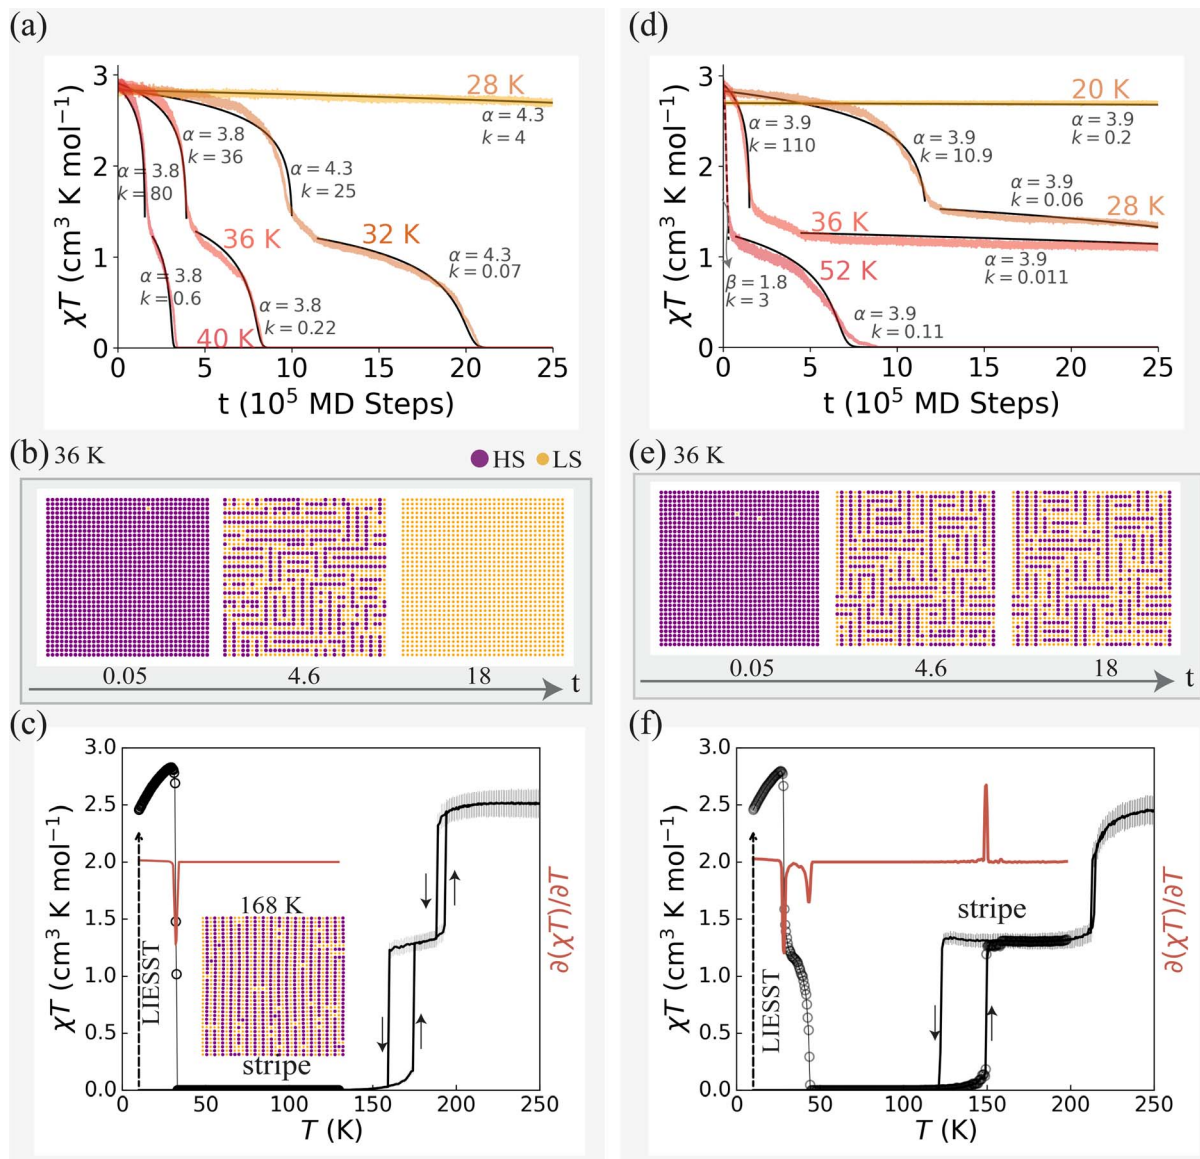 (a)
3
2
1
0
χT (cm³ K mol⁻¹)
28 K
α = 4.3
k = 4
α = 3.8
k = 36
α = 3.8
k = 80
α = 4.3
k = 25
36 K
32 K
α = 3.8
k = 0.6
α = 4.3
k = 0.07
α = 3.8
k = 0.22
40 K
0 5 10 15 20 25
t (10⁵ MD Steps)
(d)
3
2
1
0
χT (cm³ K mol⁻¹)
20 K
α = 3.9
k = 0.2
α = 3.9
k = 110
α = 3.9
k = 10.9
α = 3.9
k = 0.06
28 K
36 K
52 K
α = 3.9
k = 0.011
β = 1.8
k = 3
α = 3.9
k = 0.11
0 5 10 15 20 25
t (10⁵ MD Steps)
(b) 36 K
HS LS
0.05 4.6 18
t
(e) 36 K
0.05 4.6 18
t
(c)
3.0
2.5
2.0
1.5
1.0
0.5
0.0
χT (cm³ K mol⁻¹)
LIESST
168 K
stripe
∂(χT)/∂T
0 50 100 150 200 250
T (K)
(f)
3.0
2.5
2.0
1.5
1.0
0.5
0.0
χT (cm³ K mol⁻¹)
LIESST
stripe
∂(χT)/∂T
0 50 100 150 200 250
T (K)